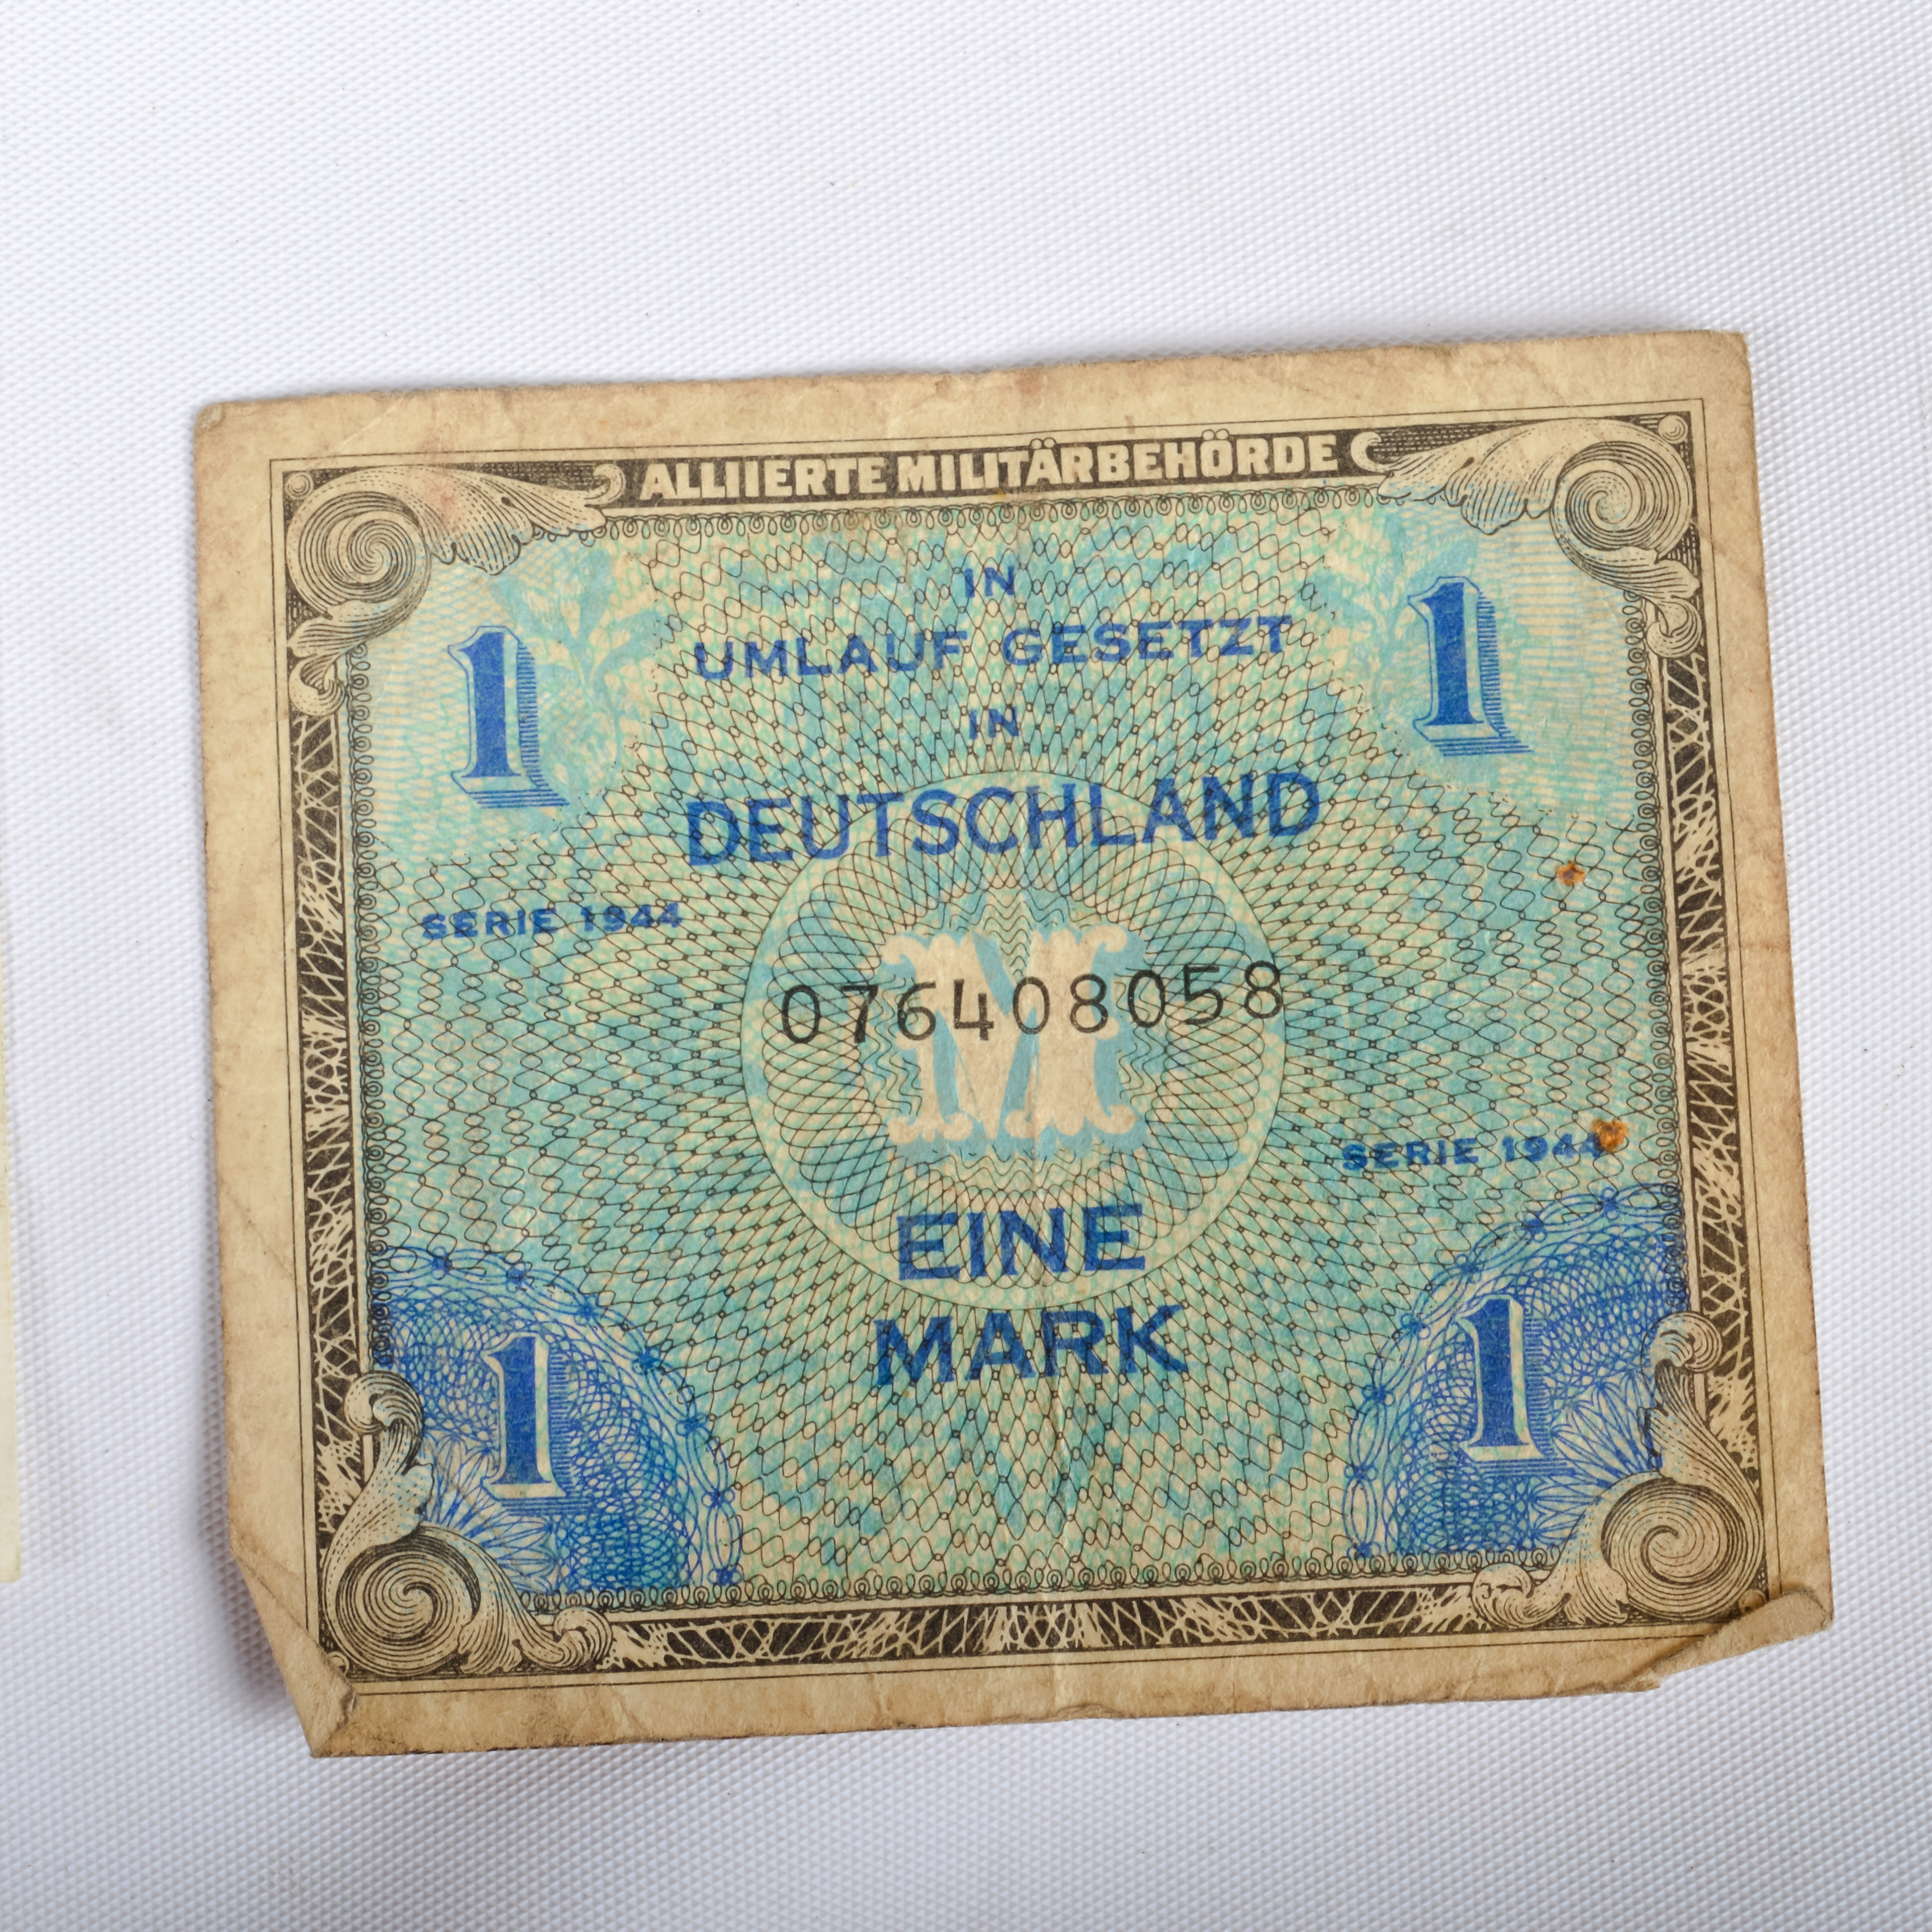 ALLIIERTE MILITÄRBEHÖRDE
IN
1 UMLAUF GESETZT 1
IN
DEUTSCHLAND
SERIE 1944
M
076408058
SERIE 1944
EINE
MARK
1 1